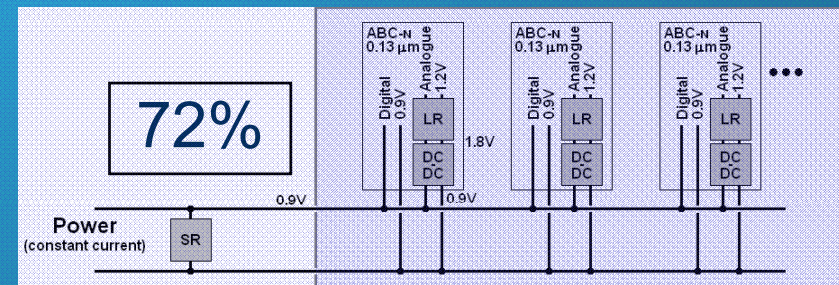 72%
Power
(constant current)
SR
0.9V
ABC-N
0.13 μm
Digital
0.9V
Analogue
1.2V
LR
DC
DC
1.8V
0.9V
ABC-N
0.13 μm
Digital
0.9V
Analogue
1.2V
LR
DC
DC
ABC-N
0.13 μm
Digital
0.9V
Analogue
1.2V
LR
DC
DC
•••